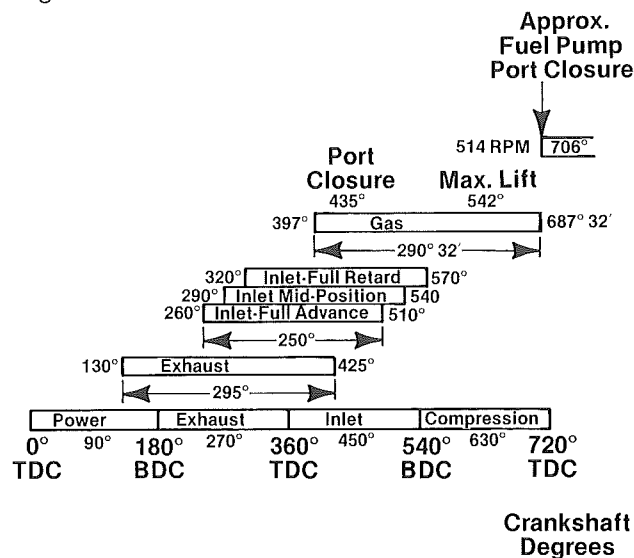 Approx.
Fuel Pump
Port Closure
514 RPM 706°
Port
Closure
Max. Lift
435° 542°
397° Gas 687° 32′
290° 32′
320° Inlet-Full Retard 570°
290° Inlet Mid-Position 540
260° Inlet-Full Advance 510°
250°
130° Exhaust 425°
295°
Power Exhaust Inlet Compression
0° 90° 180° 270° 360° 450° 540° 630° 720°
TDC BDC TDC BDC TDC
Crankshaft
Degrees